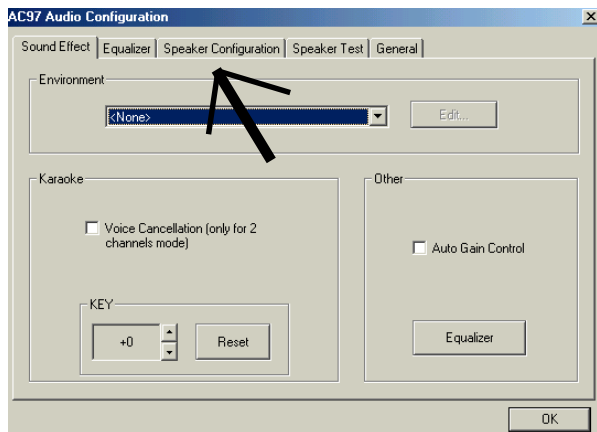 AC97 Audio Configuration
Sound Effect Equalizer Speaker Configuration Speaker Test General
Environment
<None> Edit...
Karaoke
Voice Cancellation (only for 2
channels mode)
KEY
+0 Reset
Other
Auto Gain Control
Equalizer
OK